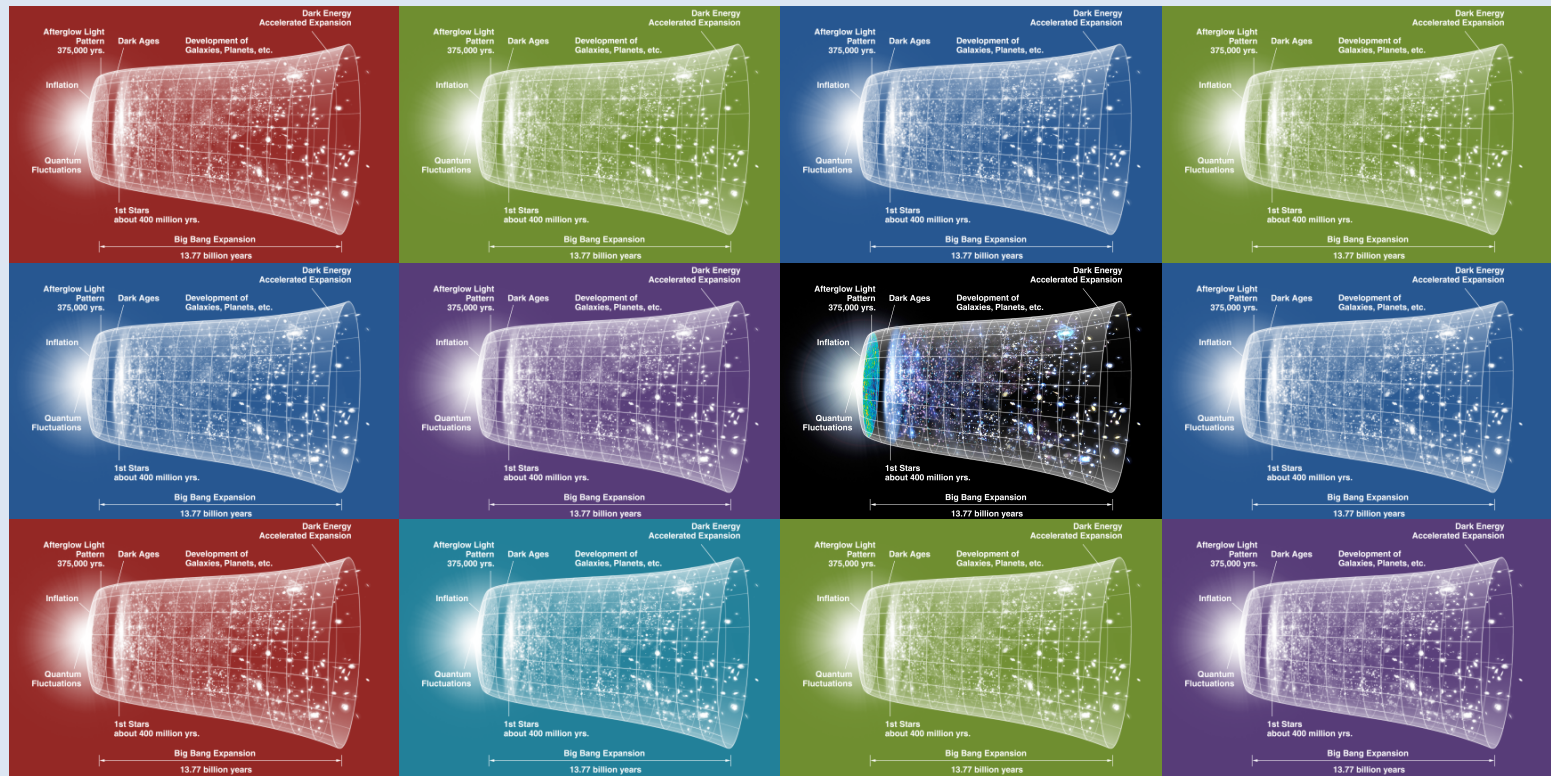 Dark Energy
Accelerated Expansion
Afterglow Light
Pattern
375,000 yrs.
Dark Ages
Development of
Galaxies, Planets, etc.
Inflation
Quantum
Fluctuations
1st Stars
about 400 million yrs.
Big Bang Expansion
13.77 billion years
Dark Energy
Accelerated Expansion
Afterglow Light
Pattern
375,000 yrs.
Dark Ages
Development of
Galaxies, Planets, etc.
Inflation
Quantum
Fluctuations
1st Stars
about 400 million yrs.
Big Bang Expansion
13.77 billion years
Dark Energy
Accelerated Expansion
Afterglow Light
Pattern
375,000 yrs.
Dark Ages
Development of
Galaxies, Planets, etc.
Inflation
Quantum
Fluctuations
1st Stars
about 400 million yrs.
Big Bang Expansion
13.77 billion years
Dark Energy
Accelerated Expansion
Afterglow Light
Pattern
375,000 yrs.
Dark Ages
Development of
Galaxies, Planets, etc.
Inflation
Quantum
Fluctuations
1st Stars
about 400 million yrs.
Big Bang Expansion
13.77 billion years
Dark Energy
Accelerated Expansion
Afterglow Light
Pattern
375,000 yrs.
Dark Ages
Development of
Galaxies, Planets, etc.
Inflation
Quantum
Fluctuations
1st Stars
about 400 million yrs.
Big Bang Expansion
13.77 billion years
Dark Energy
Accelerated Expansion
Afterglow Light
Pattern
375,000 yrs.
Dark Ages
Development of
Galaxies, Planets, etc.
Inflation
Quantum
Fluctuations
1st Stars
about 400 million yrs.
Big Bang Expansion
13.77 billion years
Dark Energy
Accelerated Expansion
Afterglow Light
Pattern
375,000 yrs.
Dark Ages
Development of
Galaxies, Planets, etc.
Inflation
Quantum
Fluctuations
1st Stars
about 400 million yrs.
Big Bang Expansion
13.77 billion years
Dark Energy
Accelerated Expansion
Afterglow Light
Pattern
375,000 yrs.
Dark Ages
Development of
Galaxies, Planets, etc.
Inflation
Quantum
Fluctuations
1st Stars
about 400 million yrs.
Big Bang Expansion
13.77 billion years
Dark Energy
Accelerated Expansion
Afterglow Light
Pattern
375,000 yrs.
Dark Ages
Development of
Galaxies, Planets, etc.
Inflation
Quantum
Fluctuations
1st Stars
about 400 million yrs.
Big Bang Expansion
13.77 billion years
Dark Energy
Accelerated Expansion
Afterglow Light
Pattern
375,000 yrs.
Dark Ages
Development of
Galaxies, Planets, etc.
Inflation
Quantum
Fluctuations
1st Stars
about 400 million yrs.
Big Bang Expansion
13.77 billion years
Dark Energy
Accelerated Expansion
Afterglow Light
Pattern
375,000 yrs.
Dark Ages
Development of
Galaxies, Planets, etc.
Inflation
Quantum
Fluctuations
1st Stars
about 400 million yrs.
Big Bang Expansion
13.77 billion years
Dark Energy
Accelerated Expansion
Afterglow Light
Pattern
375,000 yrs.
Dark Ages
Development of
Galaxies, Planets, etc.
Inflation
Quantum
Fluctuations
1st Stars
about 400 million yrs.
Big Bang Expansion
13.77 billion years